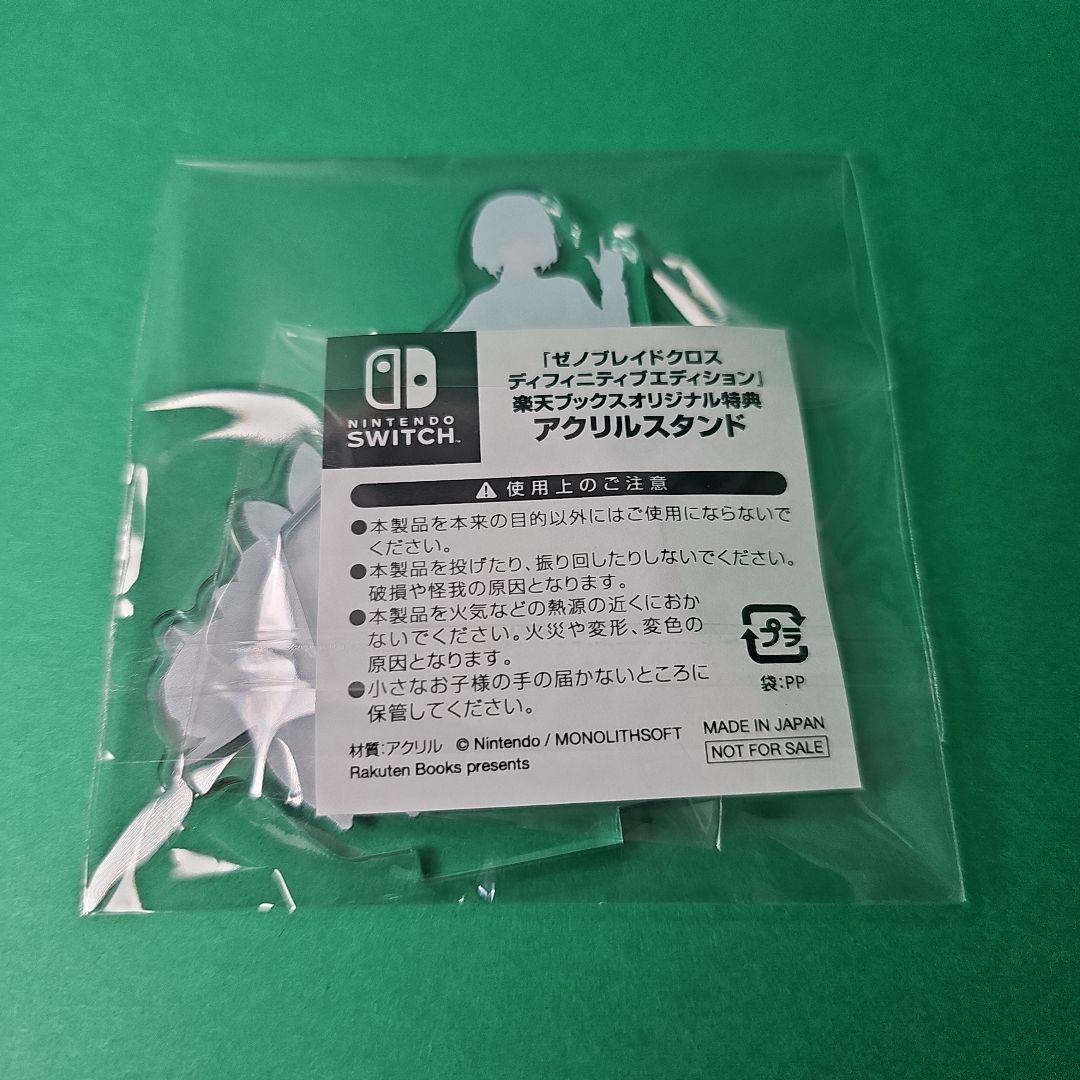 NINTENDO
SWITCH™
「ゼノブレイドクロス
ディフィニティブエディション」
楽天ブックスオリジナル特典
アクリルスタンド
⚠使用上のご注意
●本製品を本来の目的以外にはご使用にならないで
ください。
●本製品を投げたり、振り回したりしないでください。
破損や怪我の原因となります。
●本製品を火気などの熱源の近くにおか
ないでください。火災や変形、変色の
原因となります。
●小さなお子様の手の届かないところに
保管してください。
プラ
袋:PP
材質:アクリル © Nintendo / MONOLITHSOFT
Rakuten Books presents
MADE IN JAPAN
NOT FOR SALE